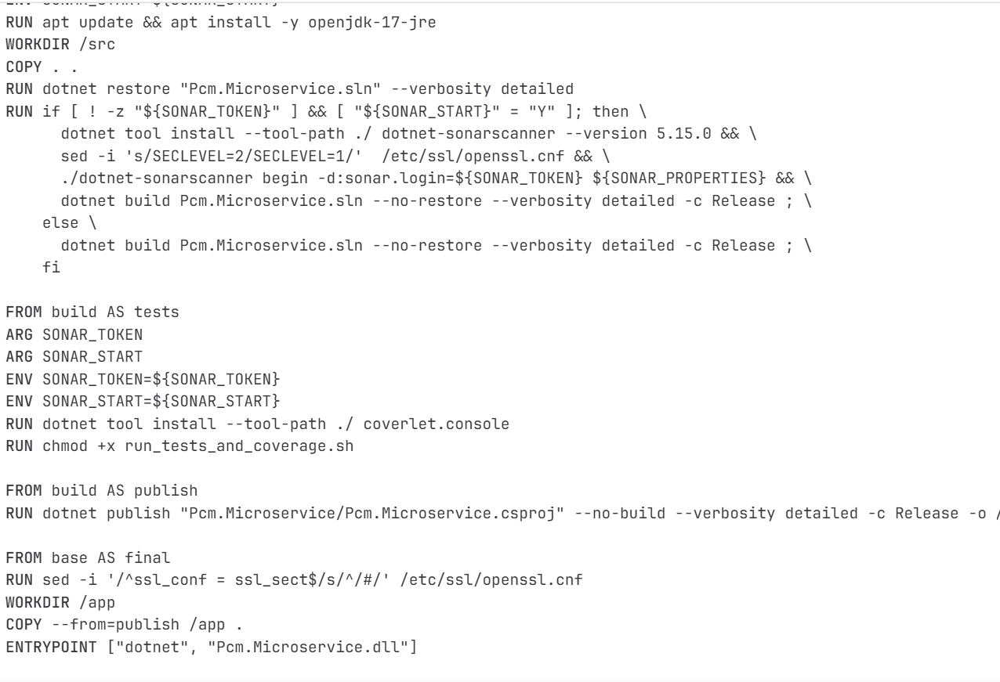 RUN apt update && apt install -y openjdk-17-jre
WORKDIR /src
COPY . .
RUN dotnet restore "Pcm.Microservice.sln" --verbosity detailed
RUN if [ ! -z "${SONAR_TOKEN}" ] && [ "${SONAR_START}" = "Y" ]; then \
      dotnet tool install --tool-path ./ dotnet-sonarscanner --version 5.15.0 && \
      sed -i 's/SECLEVEL=2/SECLEVEL=1/'  /etc/ssl/openssl.cnf && \
      ./dotnet-sonarscanner begin -d:sonar.login=${SONAR_TOKEN} ${SONAR_PROPERTIES} && \
      dotnet build Pcm.Microservice.sln --no-restore --verbosity detailed -c Release ; \
    else \
      dotnet build Pcm.Microservice.sln --no-restore --verbosity detailed -c Release ; \
    fi

FROM build AS tests
ARG SONAR_TOKEN
ARG SONAR_START
ENV SONAR_TOKEN=${SONAR_TOKEN}
ENV SONAR_START=${SONAR_START}
RUN dotnet tool install --tool-path ./ coverlet.console
RUN chmod +x run_tests_and_coverage.sh

FROM build AS publish
RUN dotnet publish "Pcm.Microservice/Pcm.Microservice.csproj" --no-build --verbosity detailed -c Release -o /

FROM base AS final
RUN sed -i '/^ssl_conf = ssl_sect$/s/^/#/' /etc/ssl/openssl.cnf
WORKDIR /app
COPY --from=publish /app .
ENTRYPOINT ["dotnet", "Pcm.Microservice.dll"]